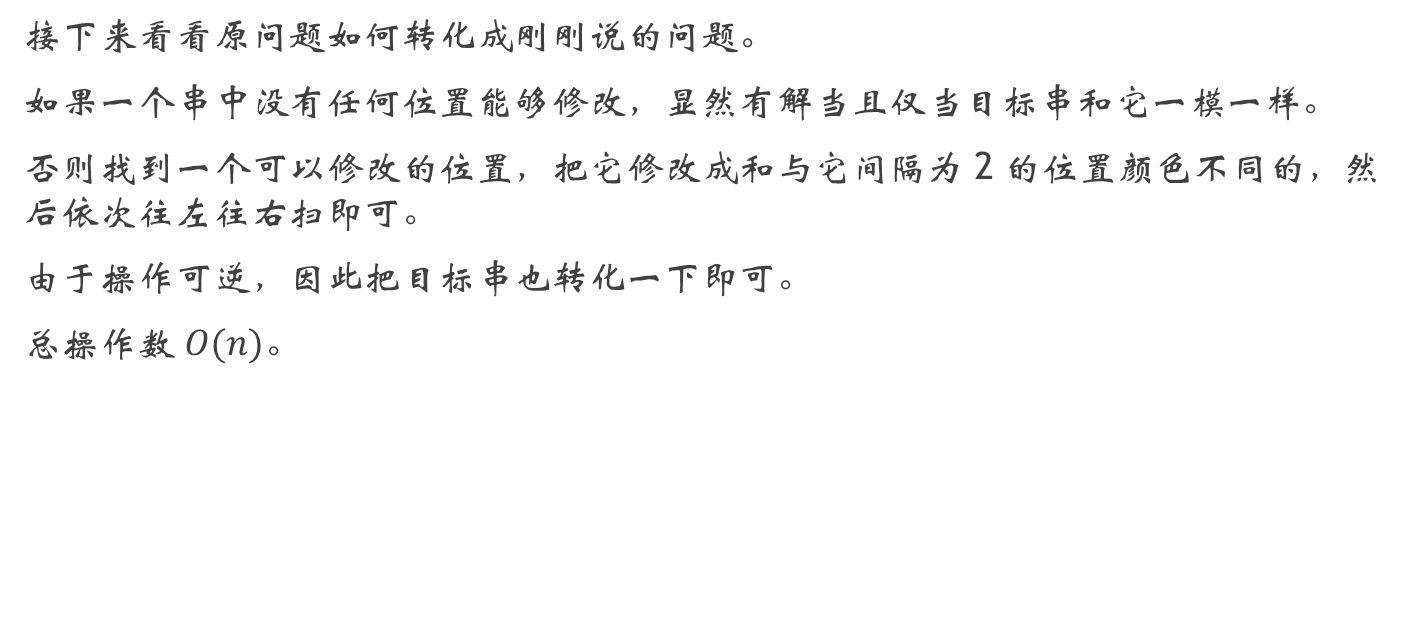 接下来看看原问题如何转化成刚刚说的问题。
如果一个串中没有任何位置能够修改，显然有解当且仅当目标串和它一模一样。
否则找到一个可以修改的位置，把它修改成和与它间隔为 2 的位置颜色不同的，然
后依次往左往右扫即可。
由于操作可逆，因此把目标串也转化一下即可。
总操作数 O(n)。